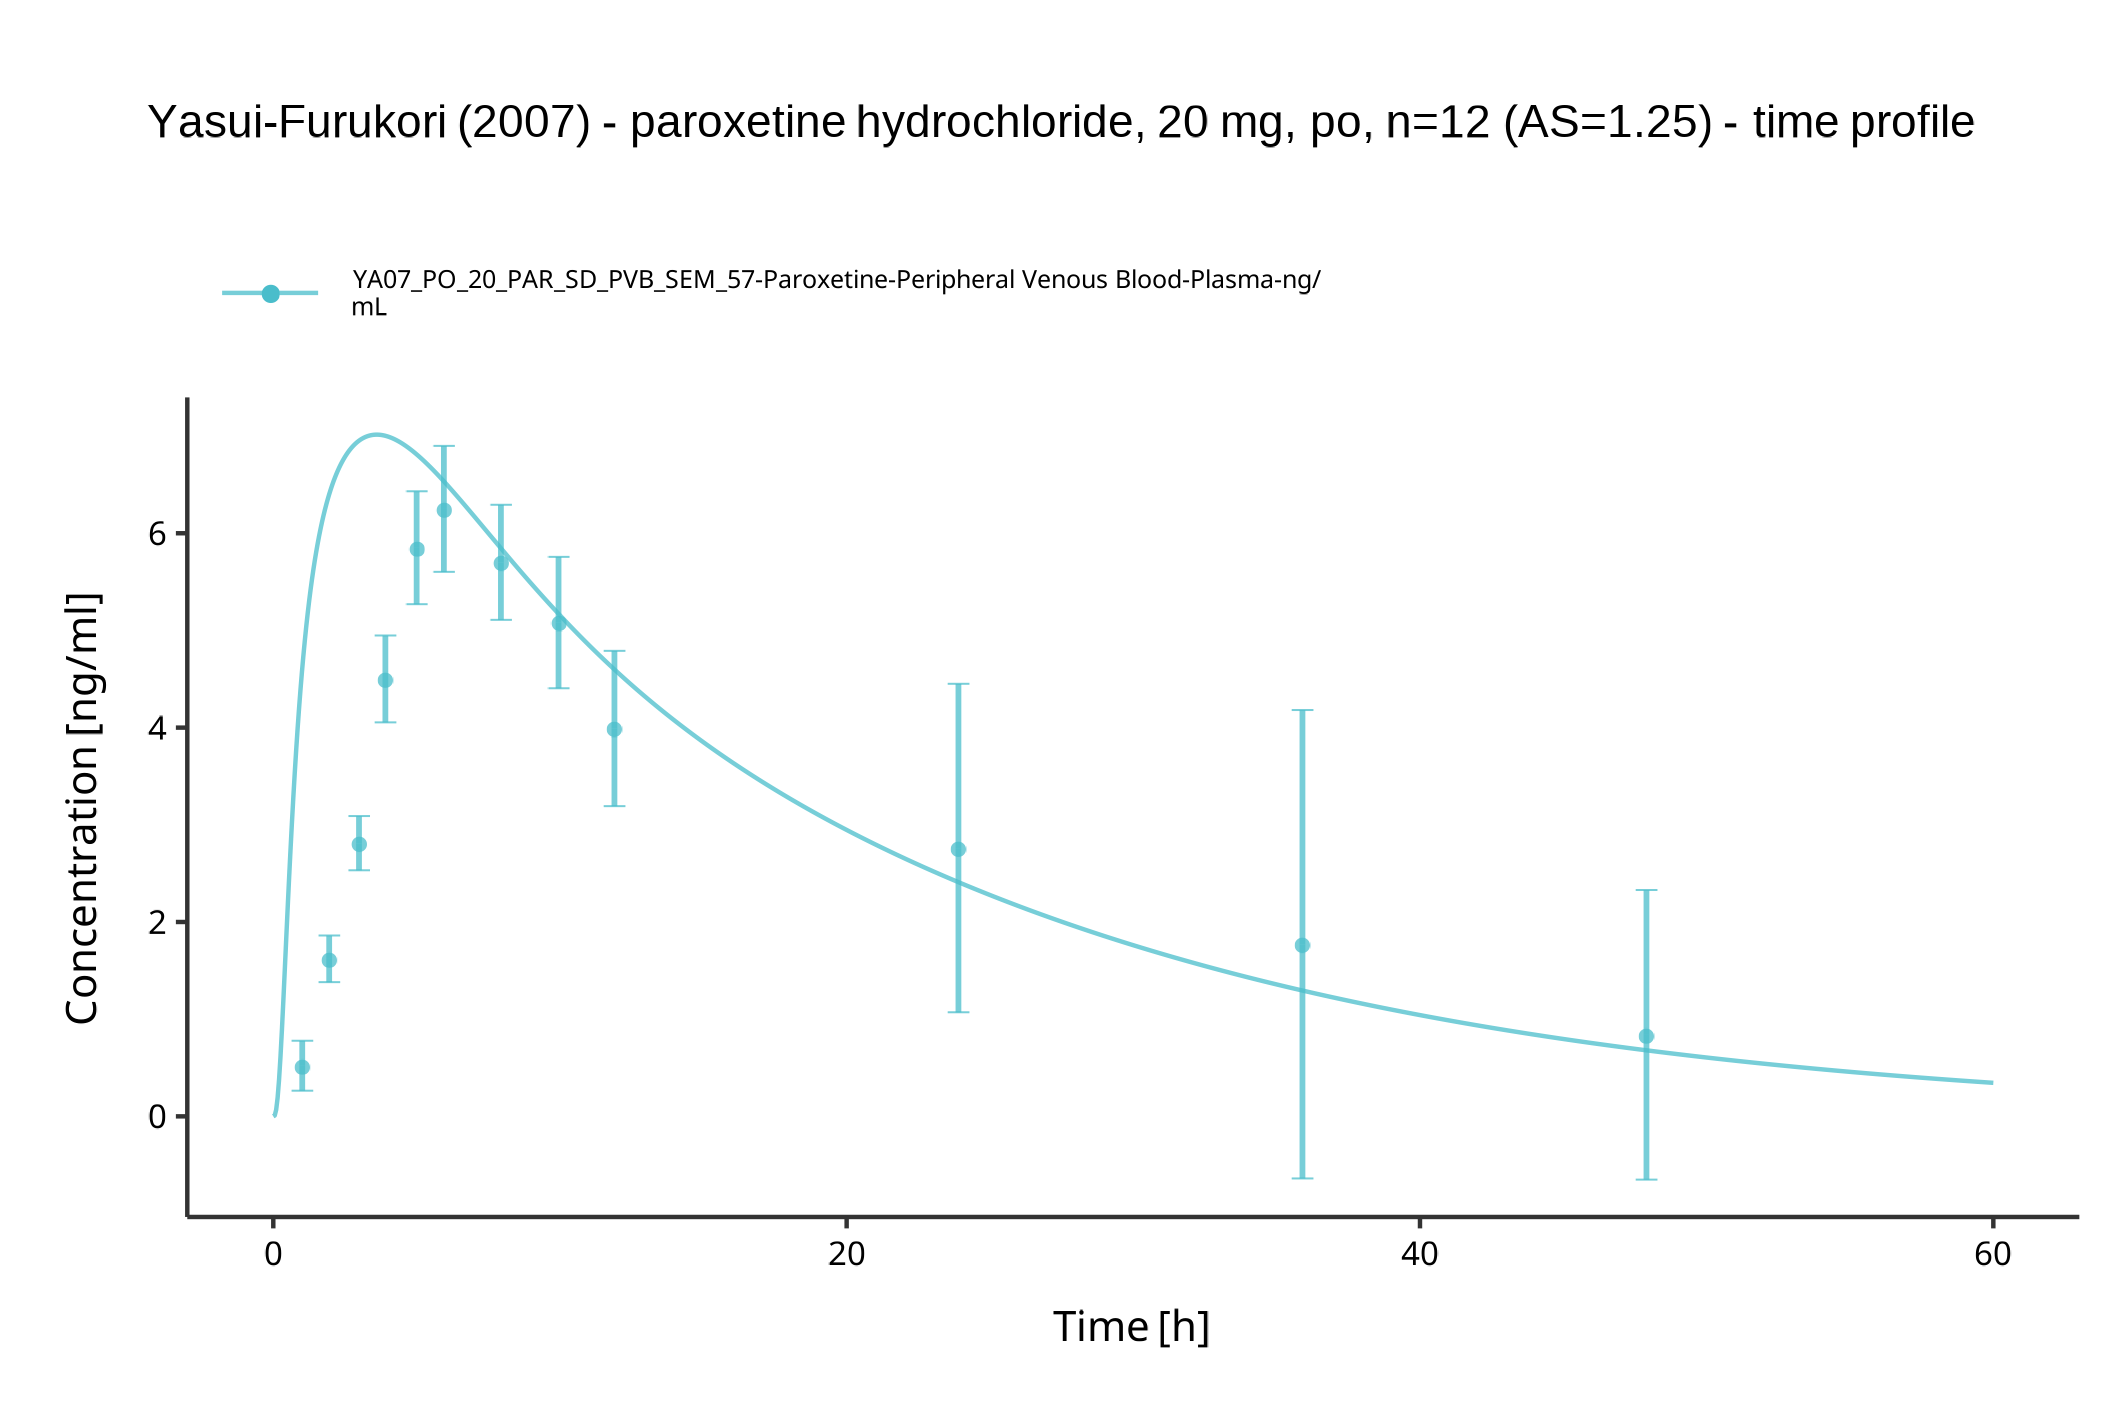 Yasui-Furukori (2007) - paroxetine hydrochloride, 20 mg, po, n=12 (AS=1.25) - time profile
YA07_PO_20_PAR_SD_PVB_SEM_57-Paroxetine-Peripheral Venous Blood-Plasma-ng/
mL
Concentration [ng/ml]
6
4
2
0
0
20
40
60
Time [h]